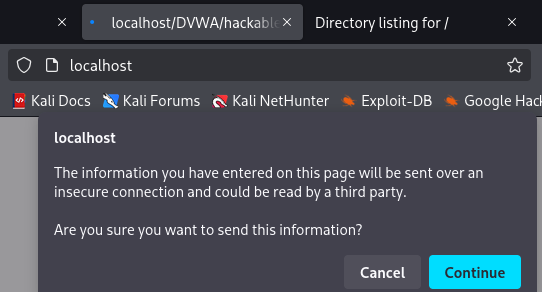 localhost/DVWA/hackable
Directory listing for /
localhost
Kali Docs
Kali Forums
Kali NetHunter
Exploit-DB
Google Hack
localhost
The information you have entered on this page will be sent over an
insecure connection and could be read by a third party.
Are you sure you want to send this information?
Cancel
Continue